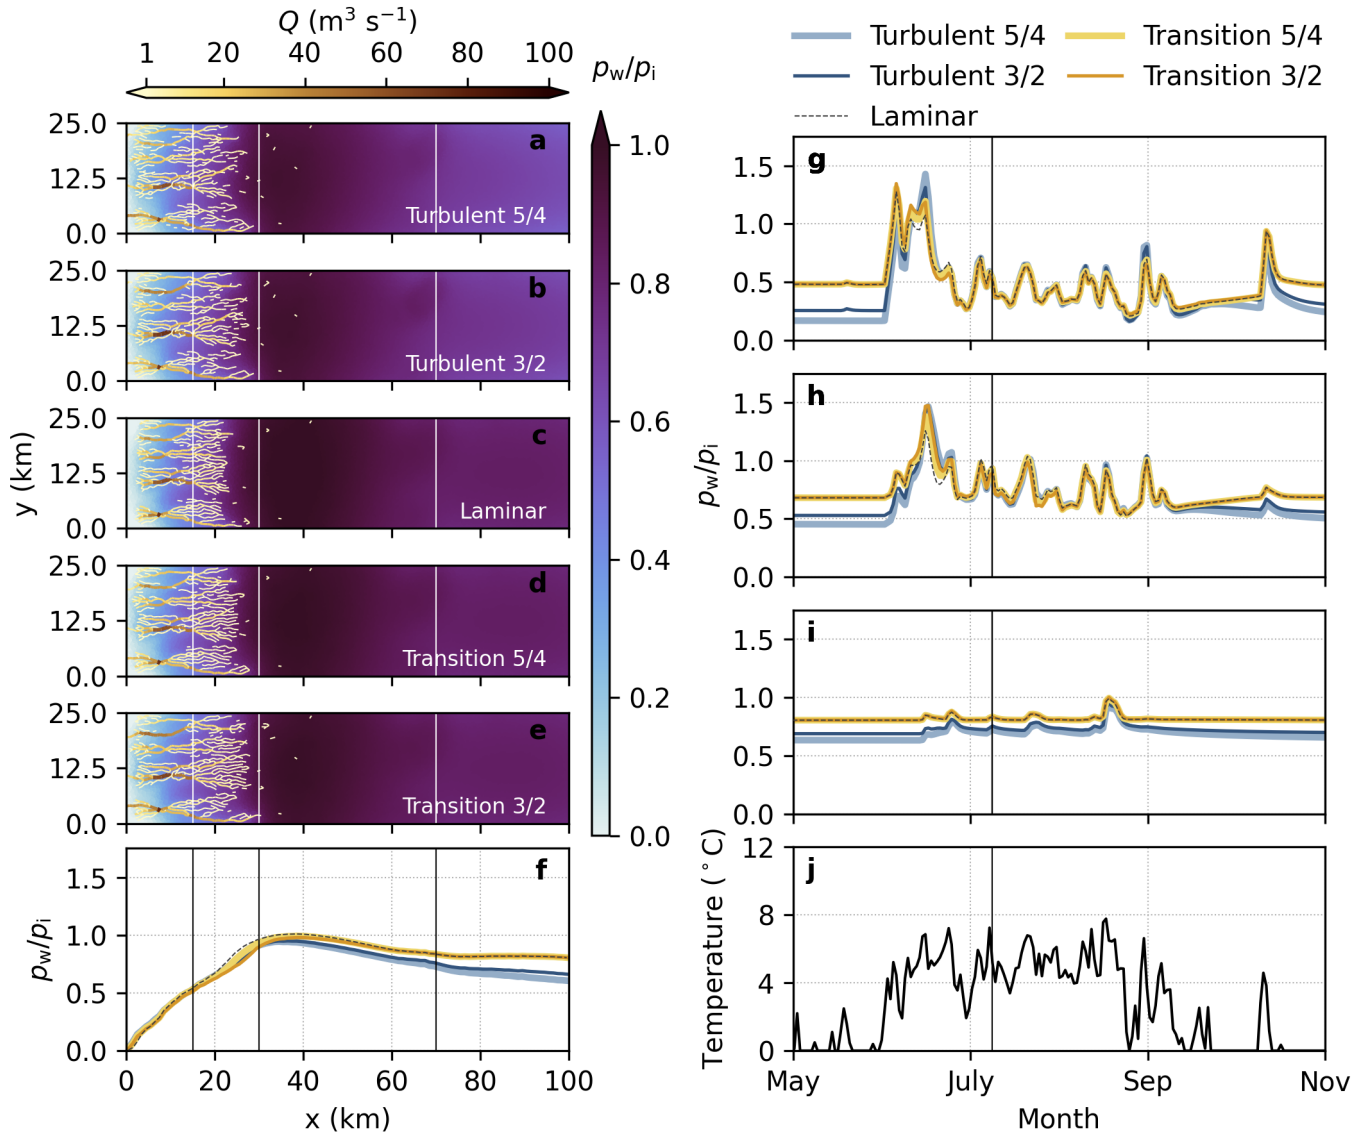 Q (m³ s⁻¹)
1 20 40 60 80 100
p_w/p_i
25.0
12.5
0.0
a
Turbulent 5/4
25.0
12.5
0.0
b
Turbulent 3/2
25.0
12.5
0.0
c
Laminar
25.0
12.5
0.0
d
Transition 5/4
25.0
12.5
0.0
e
Transition 3/2
y (km)
1.0
0.8
0.6
0.4
0.2
0.0
f
p_w/p_i
1.5
1.0
0.5
0.0
0 20 40 60 80 100
x (km)
Turbulent 5/4
Turbulent 3/2
Laminar
Transition 5/4
Transition 3/2
g
1.5
1.0
0.5
0.0
h
p_w/p_i
1.5
1.0
0.5
0.0
i
1.5
1.0
0.5
0.0
j
Temperature (°C)
12
8
4
0
May July Sep Nov
Month